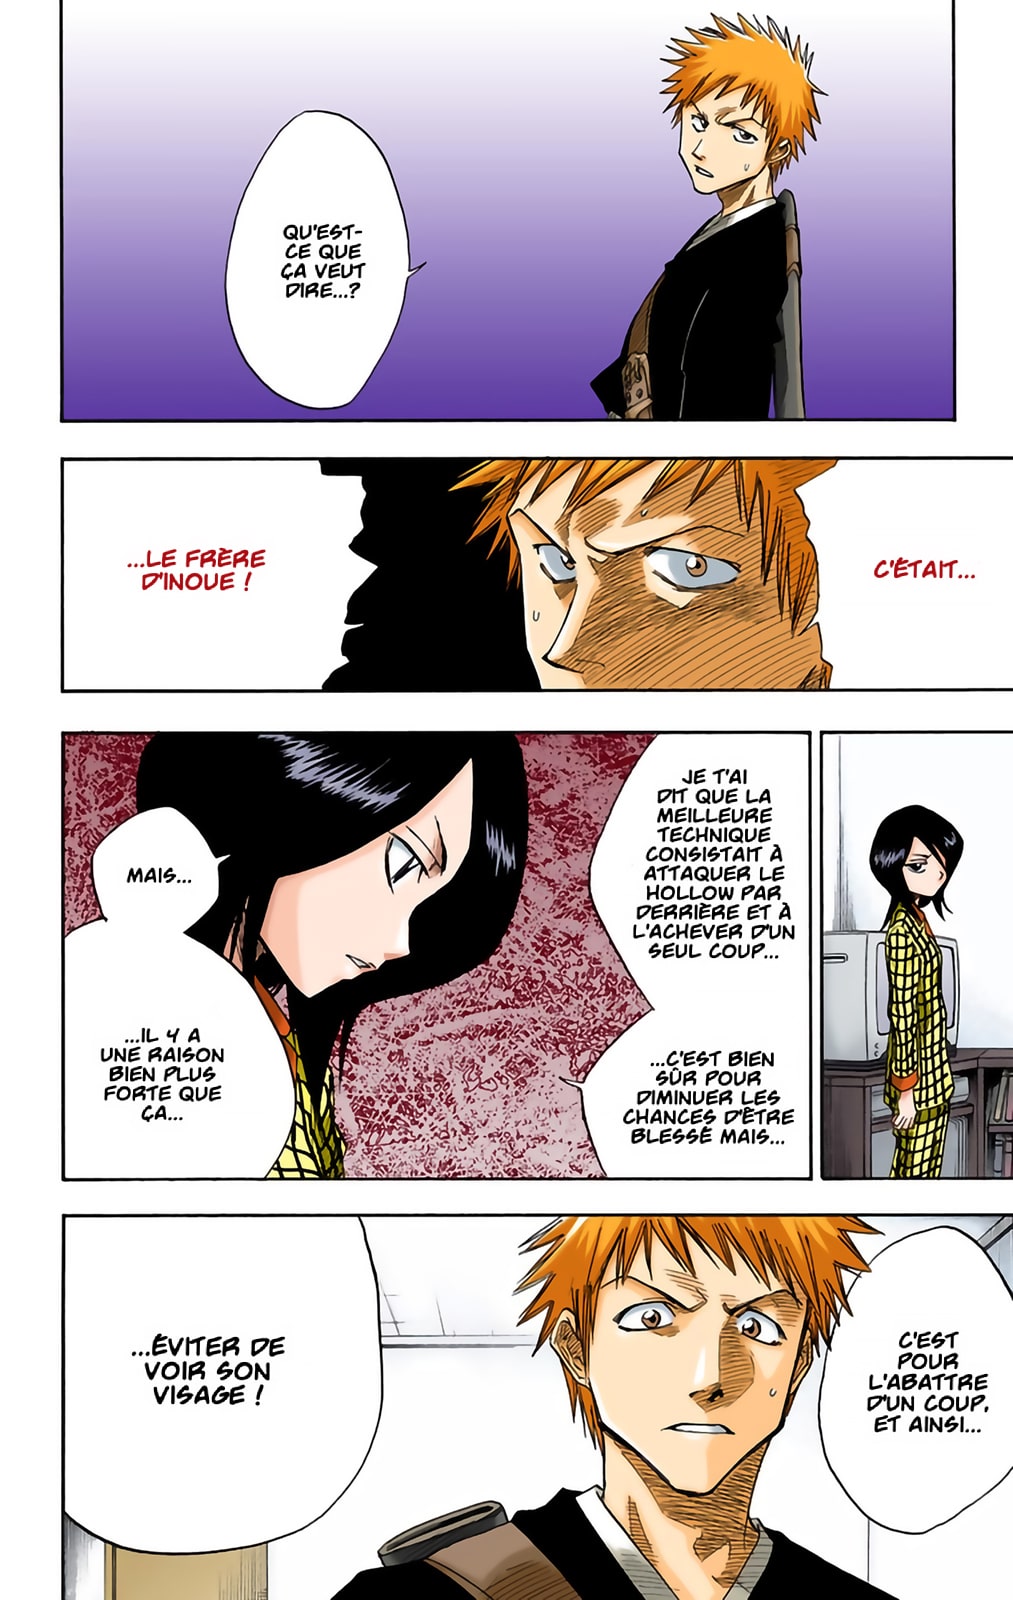 QU'EST-
CE QUE
ÇA VEUT
DIRE...?
C'ÉTAIT...
...LE FRÈRE
D'INOUE !
JE T'AI
DIT QUE LA
MEILLEURE
TECHNIQUE
CONSISTAIT À
ATTAQUER LE
HOLLOW PAR
DERRIÈRE ET À
L'ACHEVER D'UN
SEUL COUP...
...C'EST BIEN
SÛR POUR
DIMINUER LES
CHANCES D'ÊTRE
BLESSÉ MAIS...
MAIS...
...IL Y A
UNE RAISON
BIEN PLUS
FORTE QUE
ÇA...
C'EST
POUR
L'ABATTRE
D'UN COUP,
ET AINSI...
...ÉVITER DE
VOIR SON
VISAGE !